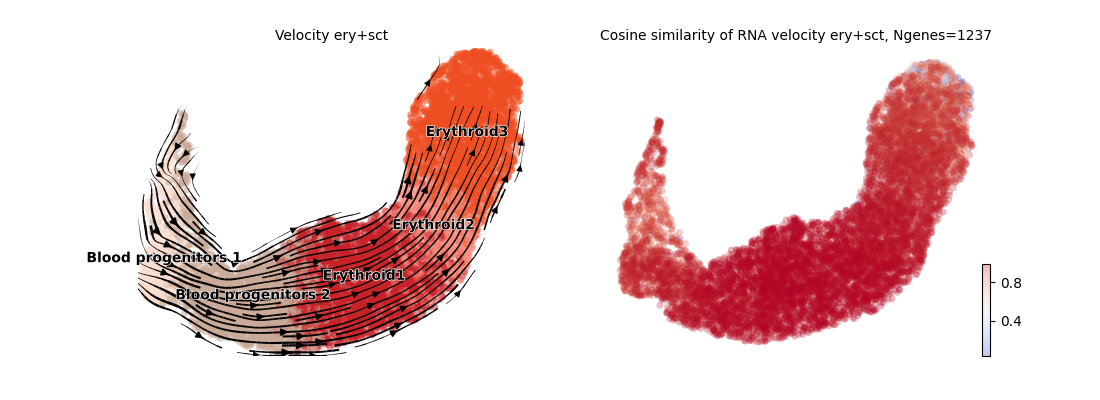 Velocity ery+sct
Cosine similarity of RNA velocity ery+sct, Ngenes=1237
Erythroid3
Erythroid2
Blood progenitors 1
Erythroid1
Blood progenitors 2
0.8
0.4